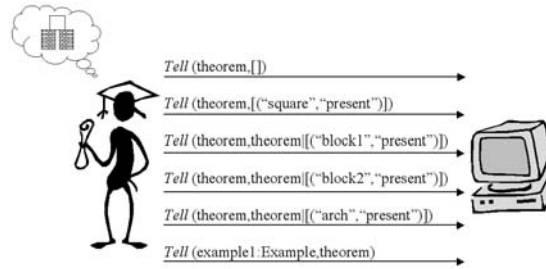 Tell (theorem,[])
Tell (theorem,[("square","present")])
Tell (theorem,theorem|[("block1","present")])
Tell (theorem,theorem|[("block2","present")])
Tell (theorem,theorem|[("arch","present")])
Tell (example1:Example,theorem)